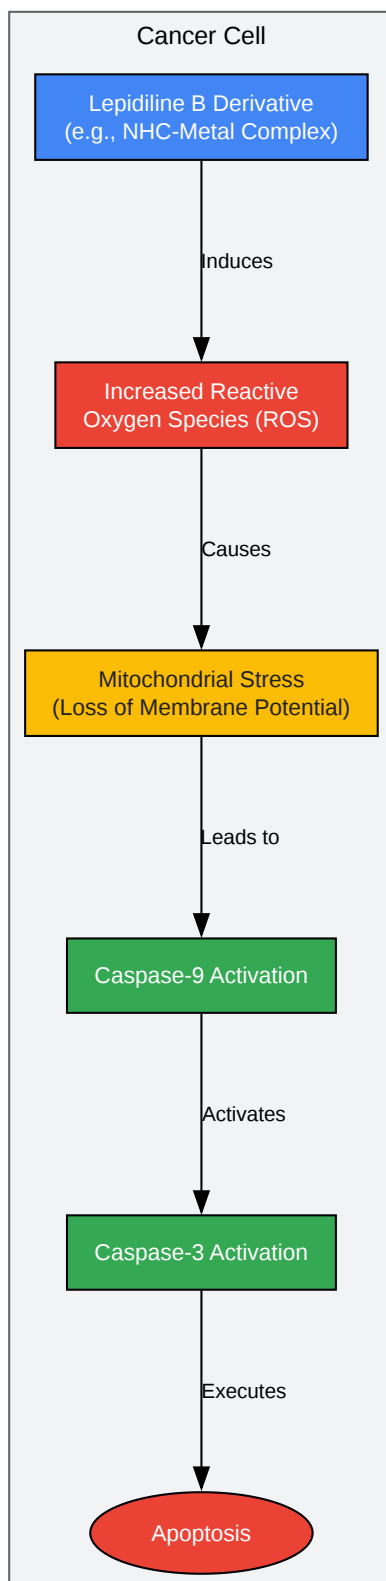 Cancer Cell
Lepidiline B Derivative
(e.g., NHC-Metal Complex)
Induces
Increased Reactive
Oxygen Species (ROS)
Causes
Mitochondrial Stress
(Loss of Membrane Potential)
Leads to
Caspase-9 Activation
Activates
Caspase-3 Activation
Executes
Apoptosis